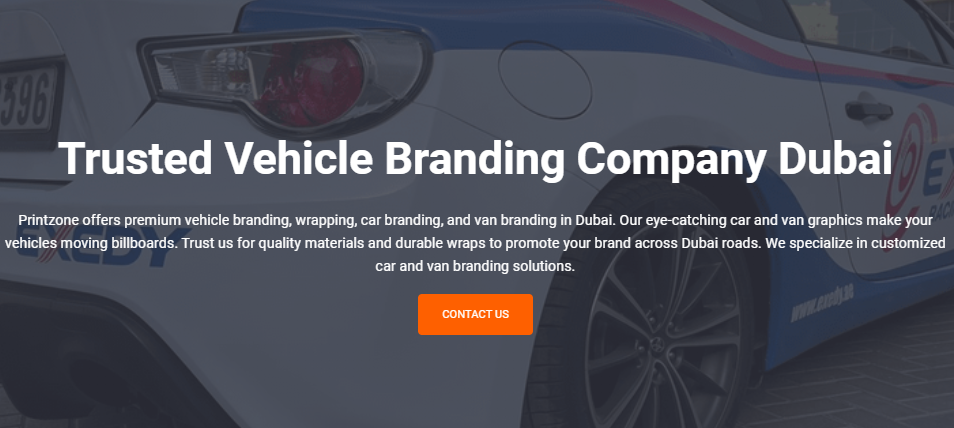 Trusted Vehicle Branding Company Dubai
Printzone offers premium vehicle branding, wrapping, car branding, and van branding in Dubai. Our eye-catching car and van graphics make your
vehicles moving billboards. Trust us for quality materials and durable wraps to promote your brand across Dubai roads. We specialize in customized
car and van branding solutions.
CONTACT US
EXEDY
www.exedy.ae